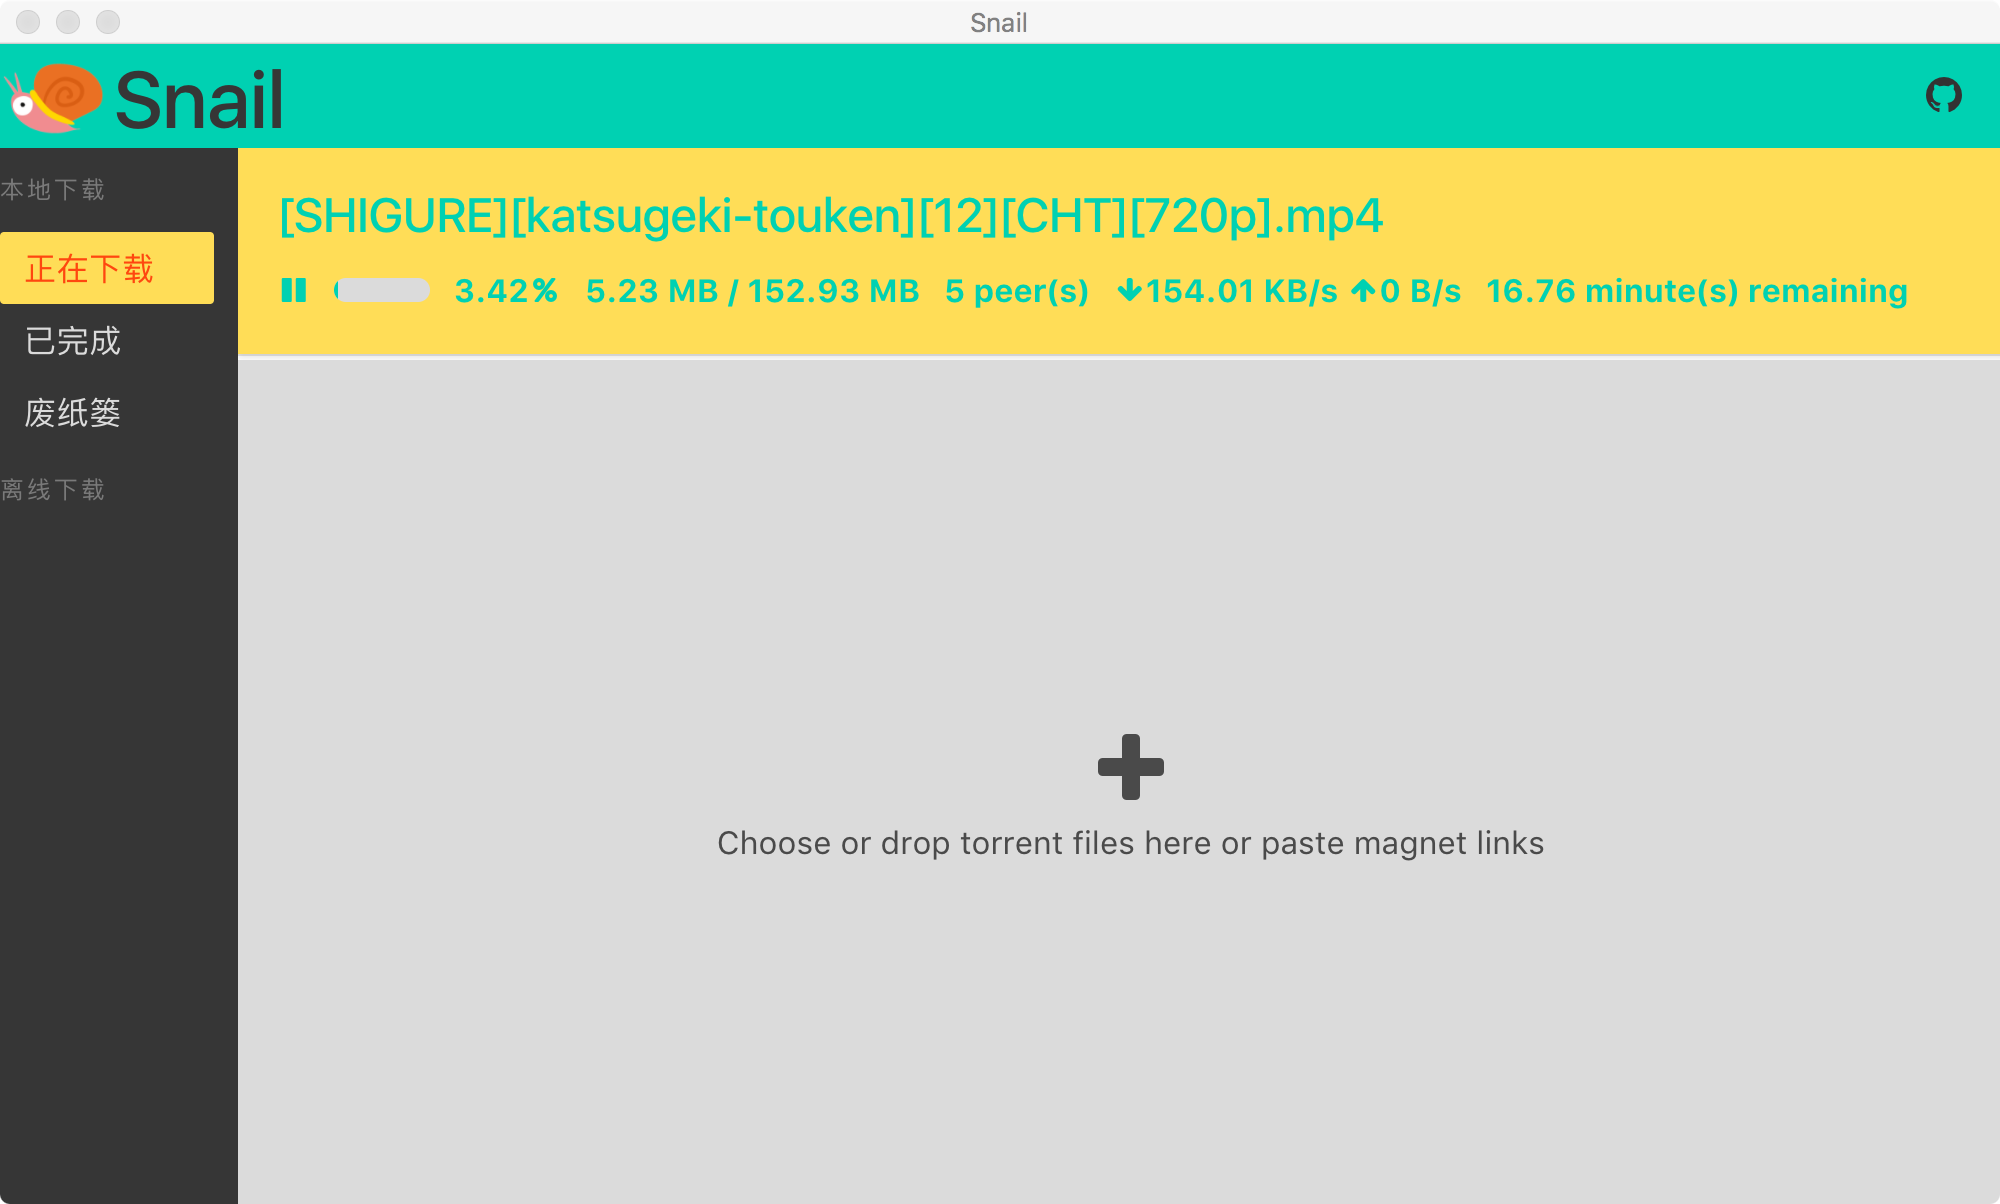 Snail
Snail
本地下载
正在下载
已完成
废纸篓
离线下载
[SHIGURE][katsugeki-touken][12][CHT][720p].mp4
3.42% 5.23 MB / 152.93 MB 5 peer(s) 154.01 KB/s 0 B/s 16.76 minute(s) remaining
Choose or drop torrent files here or paste magnet links